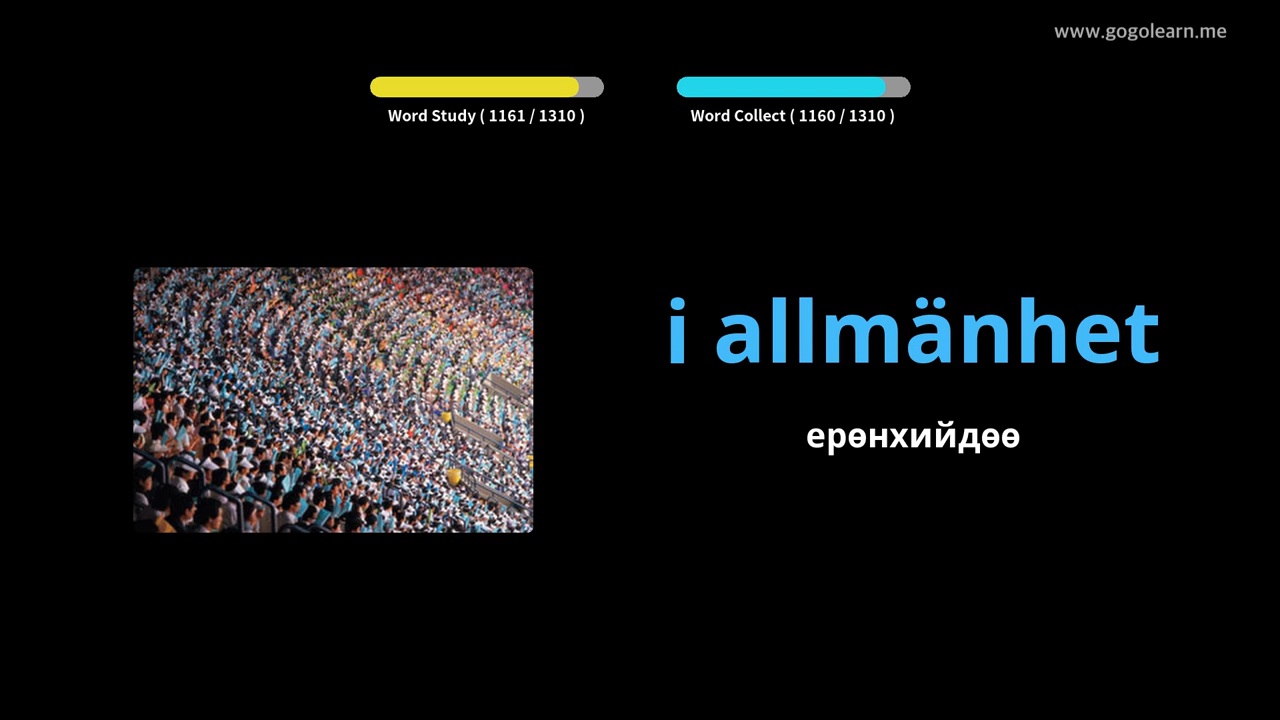 www.gogolearn.me
Word Study ( 1161 / 1310 )
Word Collect ( 1160 / 1310 )
i allmänhet
ерөнхийдөө